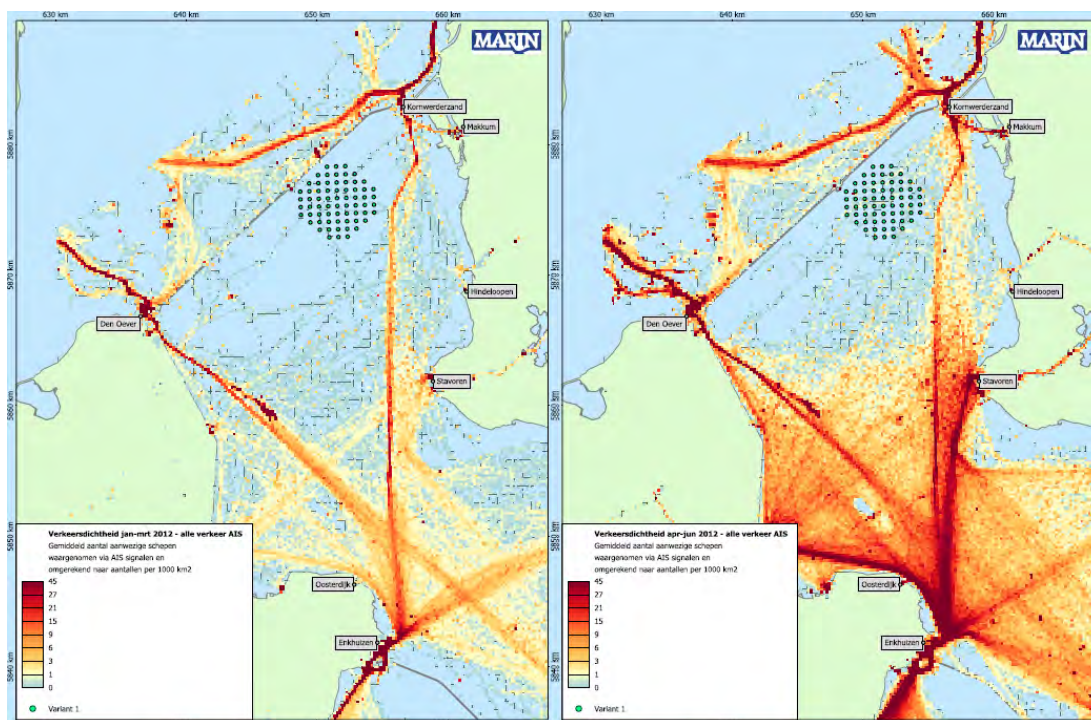 630 km 640 km 650 km 660 km
MARIN
Kornwerderzand
Makkum
5880 km
Hindeloopen
5870 km
Den Oever
Stavoren
5860 km
5850 km
Oosterdijk
Enkhuizen
5840 km
Verkeersdichtheid jan-mrt 2012 - alle verkeer AIS
Gemiddeld aantal aanwezige schepen
waargenomen via AIS signalen en
omgerekend naar aantallen per 1000 km2
45
27
21
15
9
6
3
1
0
Variant 1
630 km 640 km 650 km 660 km
MARIN
Kornwerderzand
Makkum
5880 km
Hindeloopen
5870 km
Den Oever
Stavoren
5860 km
5850 km
Oosterdijk
Enkhuizen
5840 km
Verkeersdichtheid apr-jun 2012 - alle verkeer AIS
Gemiddeld aantal aanwezige schepen
waargenomen via AIS signalen en
omgerekend naar aantallen per 1000 km2
45
27
21
15
9
6
3
1
0
Variant 1